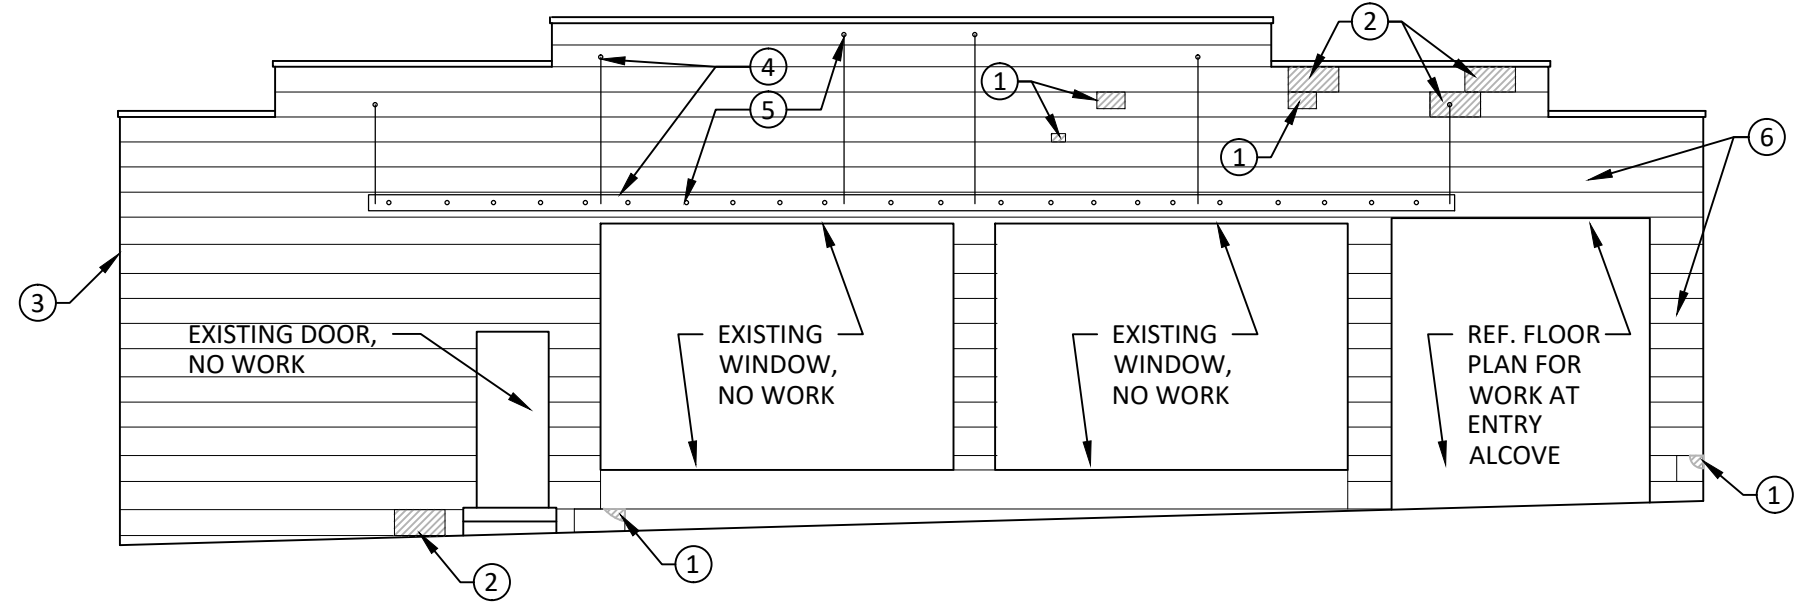 2
4
1
5
6
1
3
EXISTING DOOR,
NO WORK
EXISTING
WINDOW,
NO WORK
EXISTING
WINDOW,
NO WORK
REF. FLOOR
PLAN FOR
WORK AT
ENTRY
ALCOVE
1
1
2